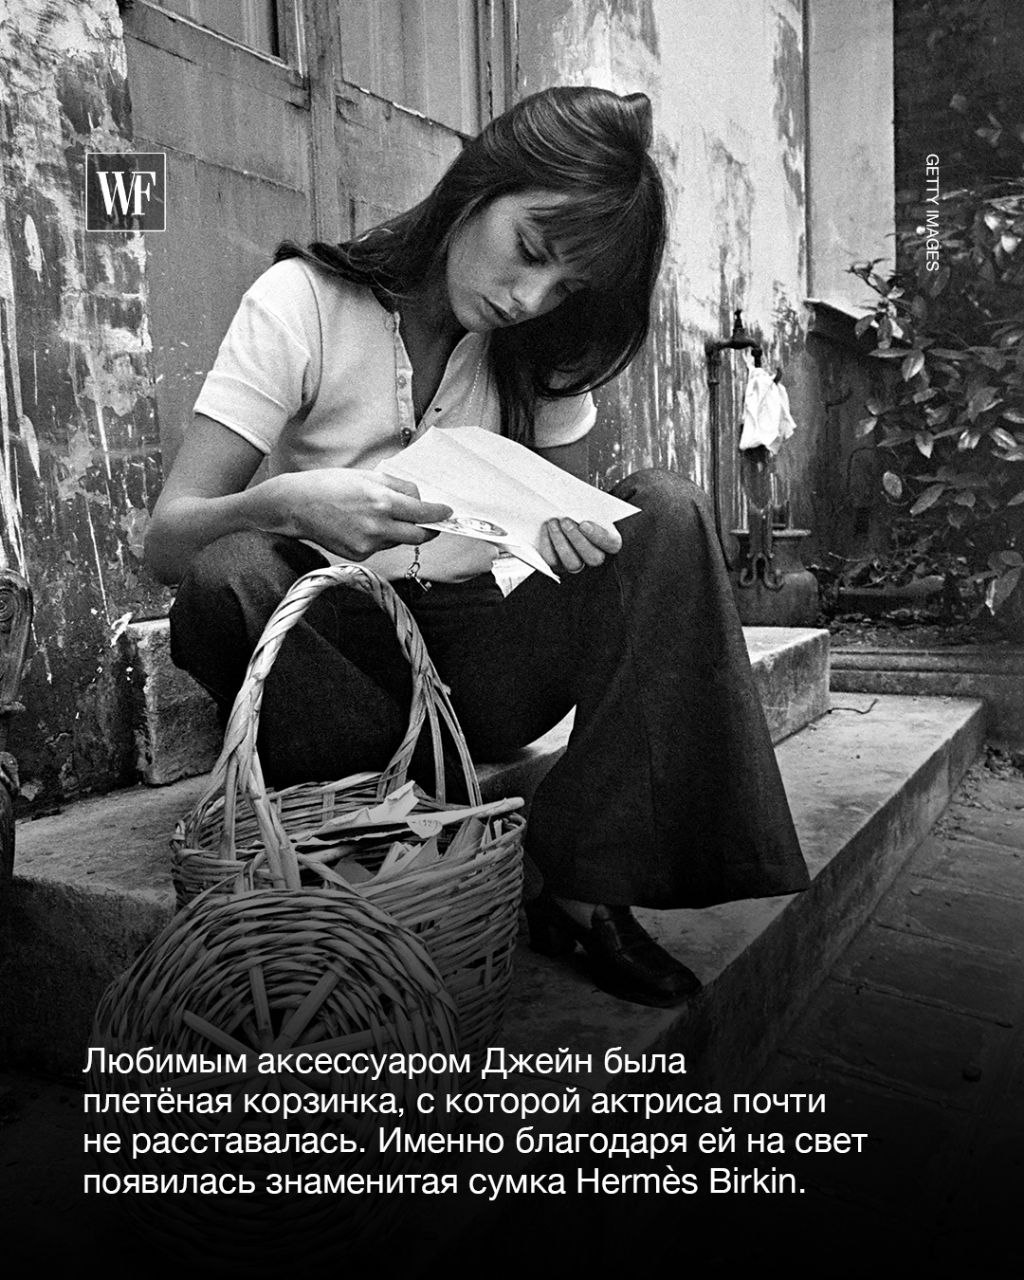 WF
GETTY IMAGES
Любимым аксессуаром Джейн была
плетёная корзинка, с которой актриса почти
не расставалась. Именно благодаря ей на свет
появилась знаменитая сумка Hermès Birkin.